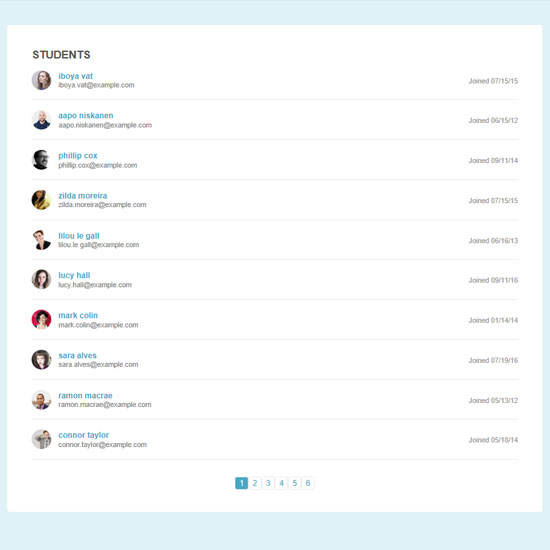 STUDENTS
iboya vat
iboya.vat@example.com
Joined 07/15/15
aapo niskanen
aapo.niskanen@example.com
Joined 06/15/12
phillip cox
phillip.cox@example.com
Joined 09/11/14
zilda moreira
zilda.moreira@example.com
Joined 07/15/15
lilou le gall
lilou.le gall@example.com
Joined 06/16/13
lucy hall
lucy.hall@example.com
Joined 09/11/16
mark colin
mark.colin@example.com
Joined 01/14/14
sara alves
sara.alves@example.com
Joined 07/19/16
ramon macrae
ramon.macrae@example.com
Joined 05/13/12
connor taylor
connor.taylor@example.com
Joined 05/18/14
1 2 3 4 5 6